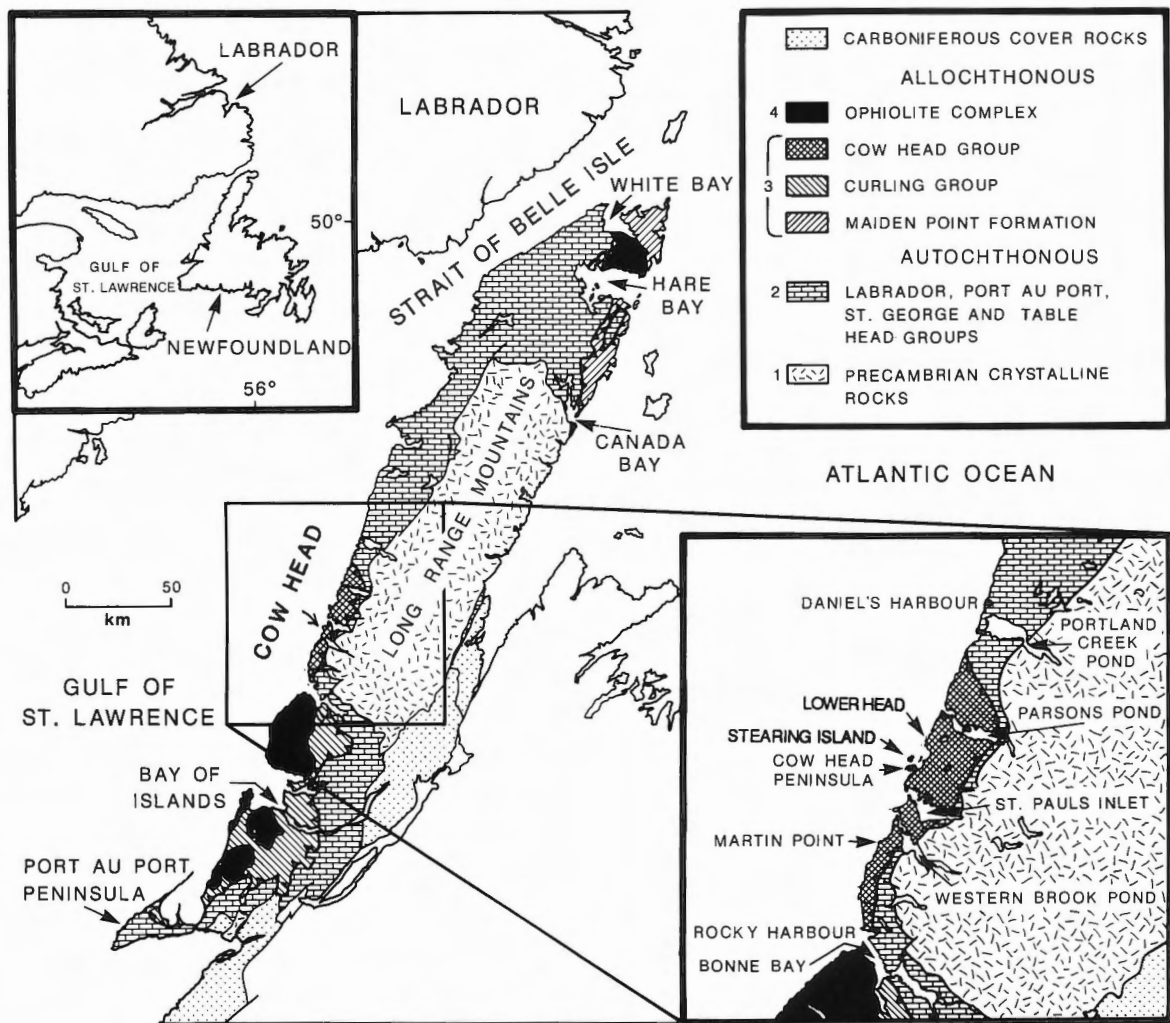 LABRADOR
50°
GULF OF
ST. LAWRENCE
NEWFOUNDLAND
56°
LABRADOR
STRAIT OF BELLE ISLE
WHITE BAY
HARE
BAY
CANADA
BAY
LONG RANGE MOUNTAINS
COW HEAD
0 50
km
GULF OF
ST. LAWRENCE
BAY OF
ISLANDS
PORT AU PORT
PENINSULA
ATLANTIC OCEAN
CARBONIFEROUS COVER ROCKS
ALLOCHTHONOUS
4 OPHIOLITE COMPLEX
COW HEAD GROUP
3 CURLING GROUP
MAIDEN POINT FORMATION
AUTOCHTHONOUS
2 LABRADOR, PORT AU PORT,
ST. GEORGE AND TABLE
HEAD GROUPS
1 PRECAMBRIAN CRYSTALLINE
ROCKS
DANIEL'S HARBOUR
PORTLAND
CREEK
POND
PARSONS POND
LOWER HEAD
STEARING ISLAND
COW HEAD
PENINSULA
ST. PAULS INLET
MARTIN POINT
WESTERN BROOK POND
ROCKY HARBOUR
BONNE BAY